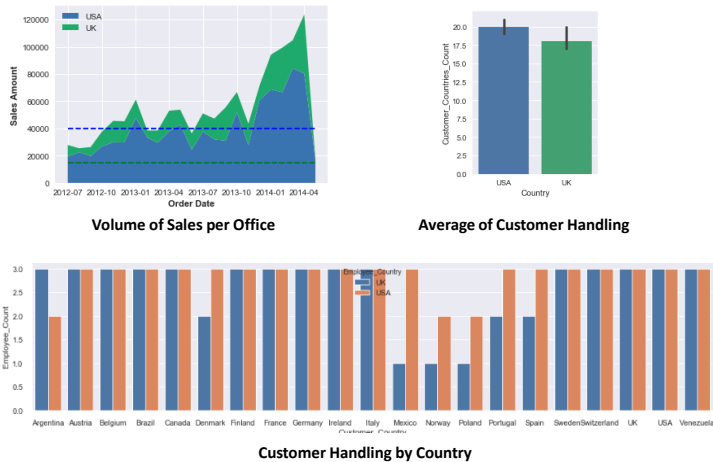 USA
UK
120000
100000
80000
60000
40000
20000
0
Sales Amount
2012-07 2012-10 2013-01 2013-04 2013-07 2013-10 2014-01 2014-04
Order Date
Volume of Sales per Office
20.0
17.5
15.0
12.5
10.0
7.5
5.0
2.5
0.0
Customer_Countries_Count
USA UK
Country
Average of Customer Handling
3.0
2.5
2.0
1.5
1.0
0.5
0.0
Employee_Count
Employee_Country
UK
USA
Argentina Austria Belgium Brazil Canada Denmark Finland France Germany Ireland Italy Mexico Norway Poland Portugal Spain Sweden Switzerland UK USA Venezuela
Customer_Country
Customer Handling by Country